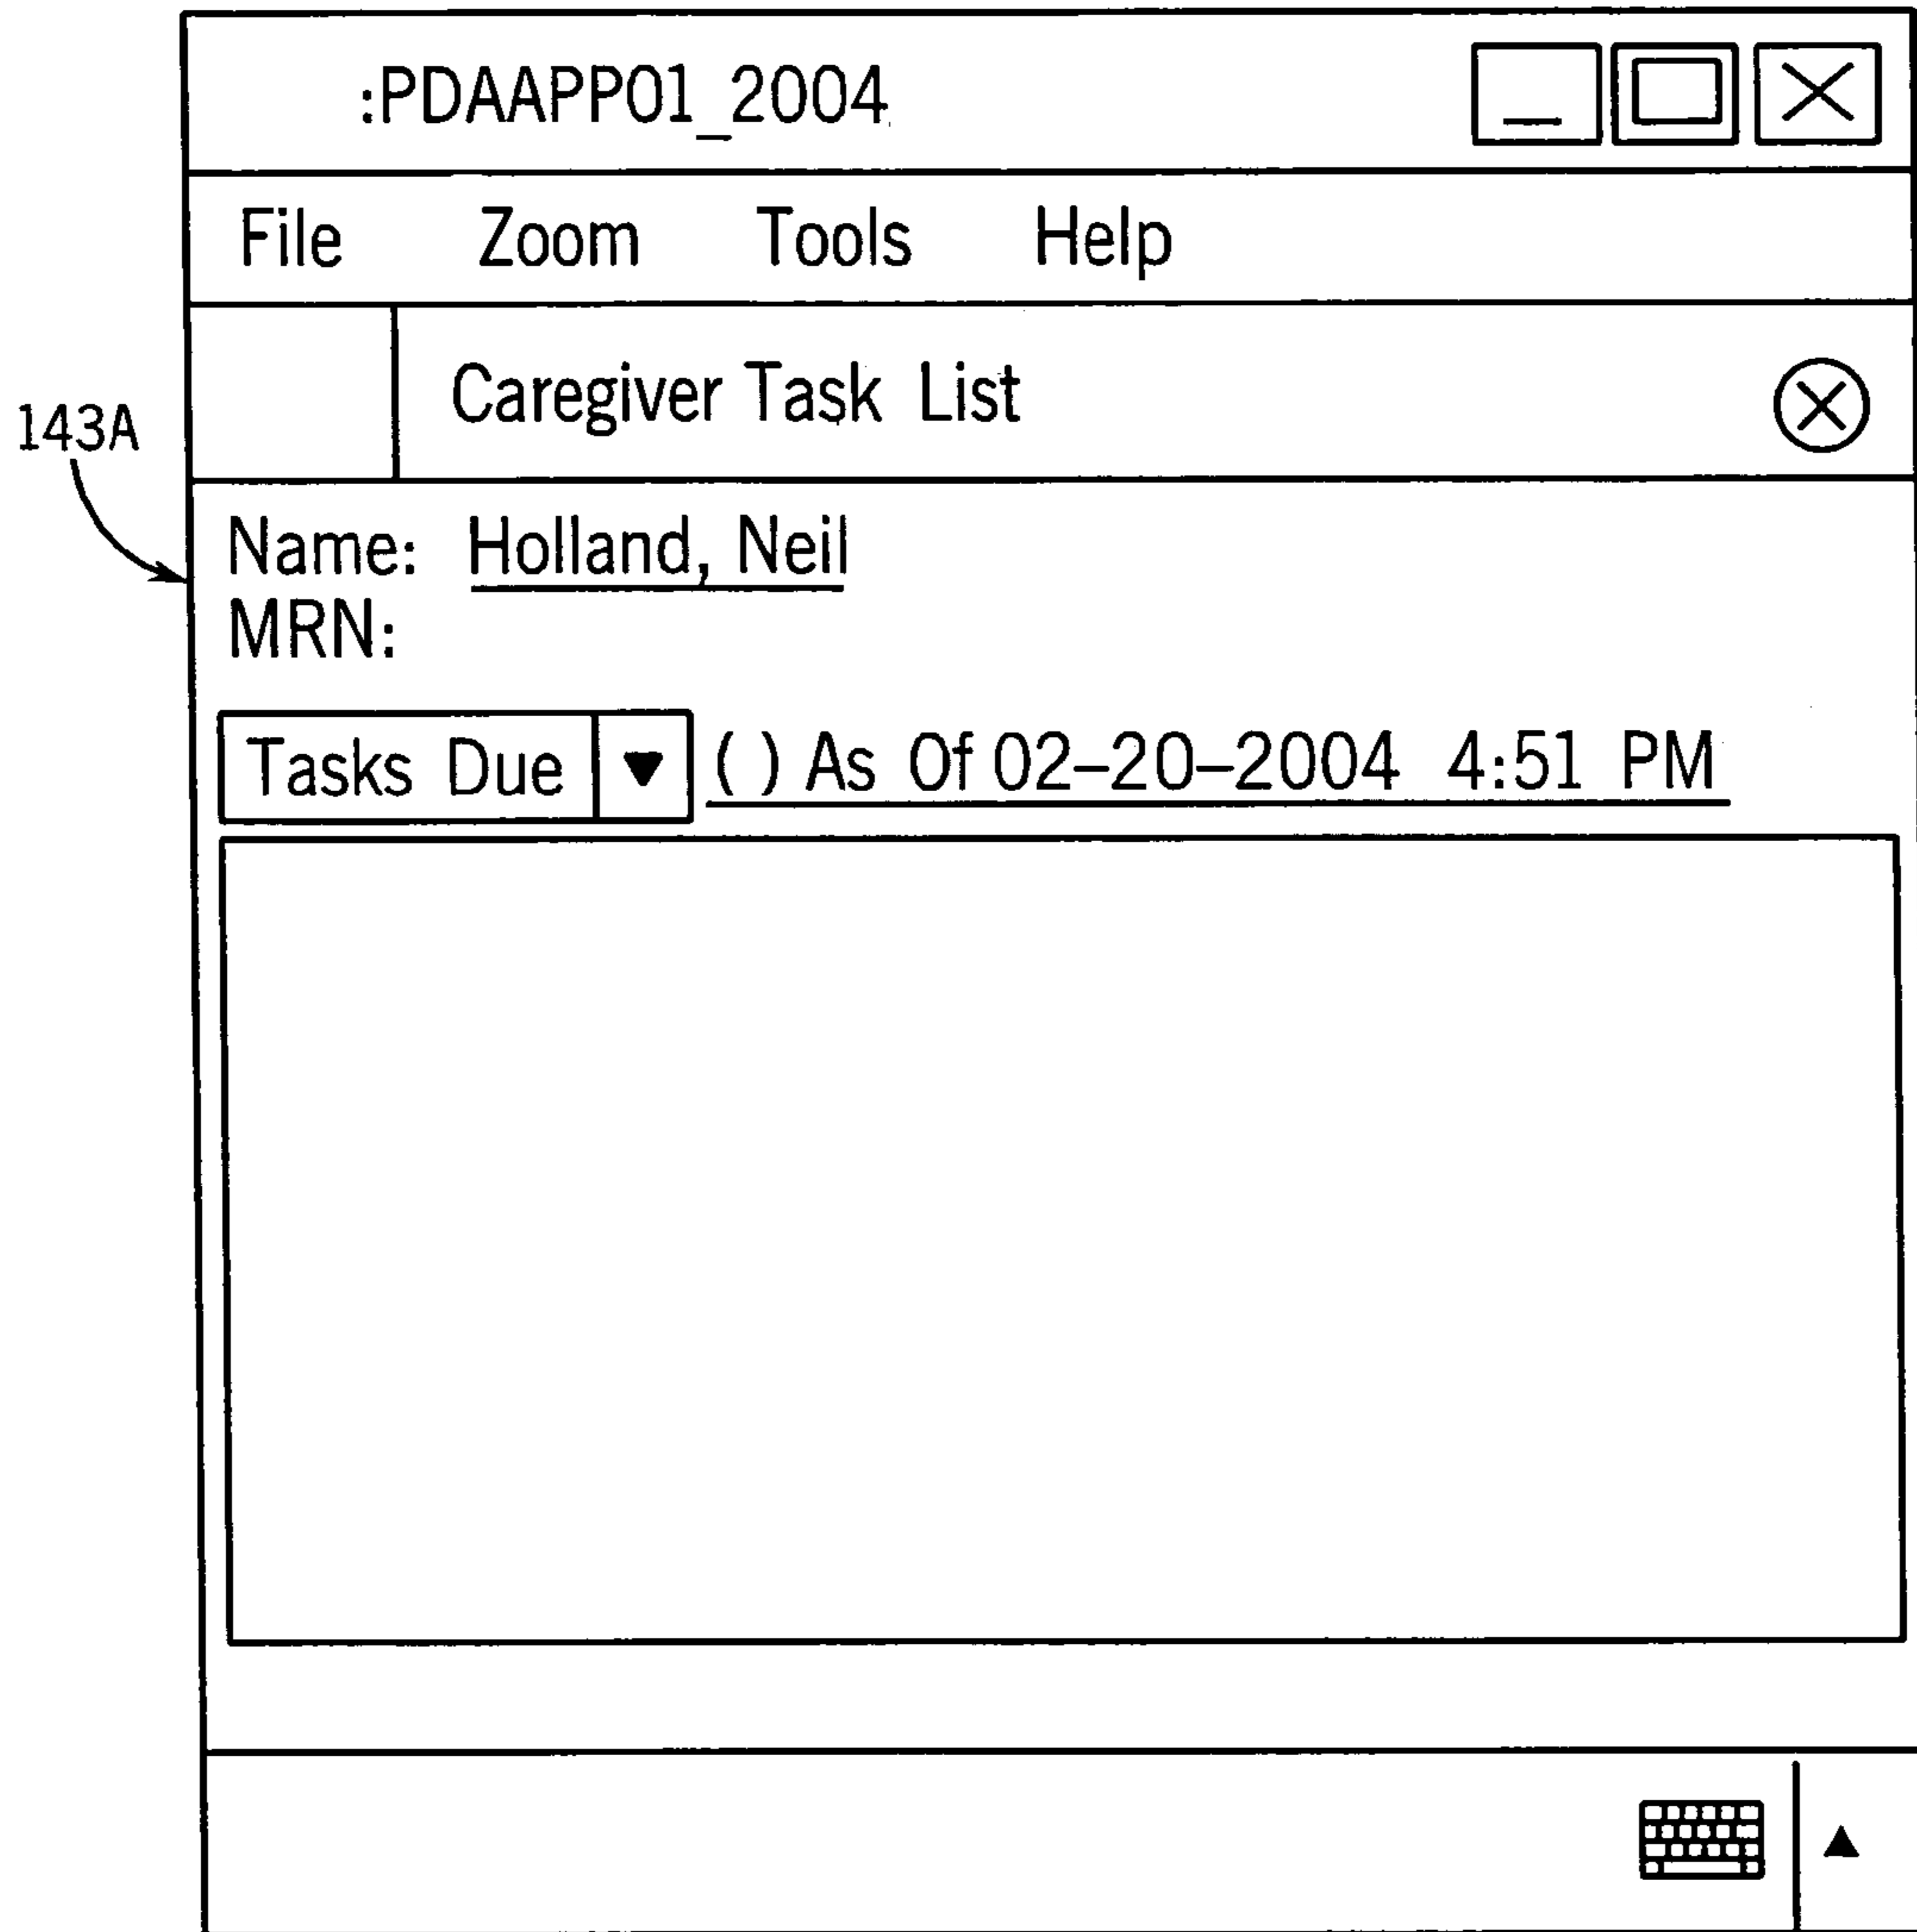 :PDAAPP01_2004
File Zoom Tools Help
Caregiver Task List
143A
Name: Holland, Neil
MRN:
Tasks Due ( ) As Of 02–20–2004 4:51 PM